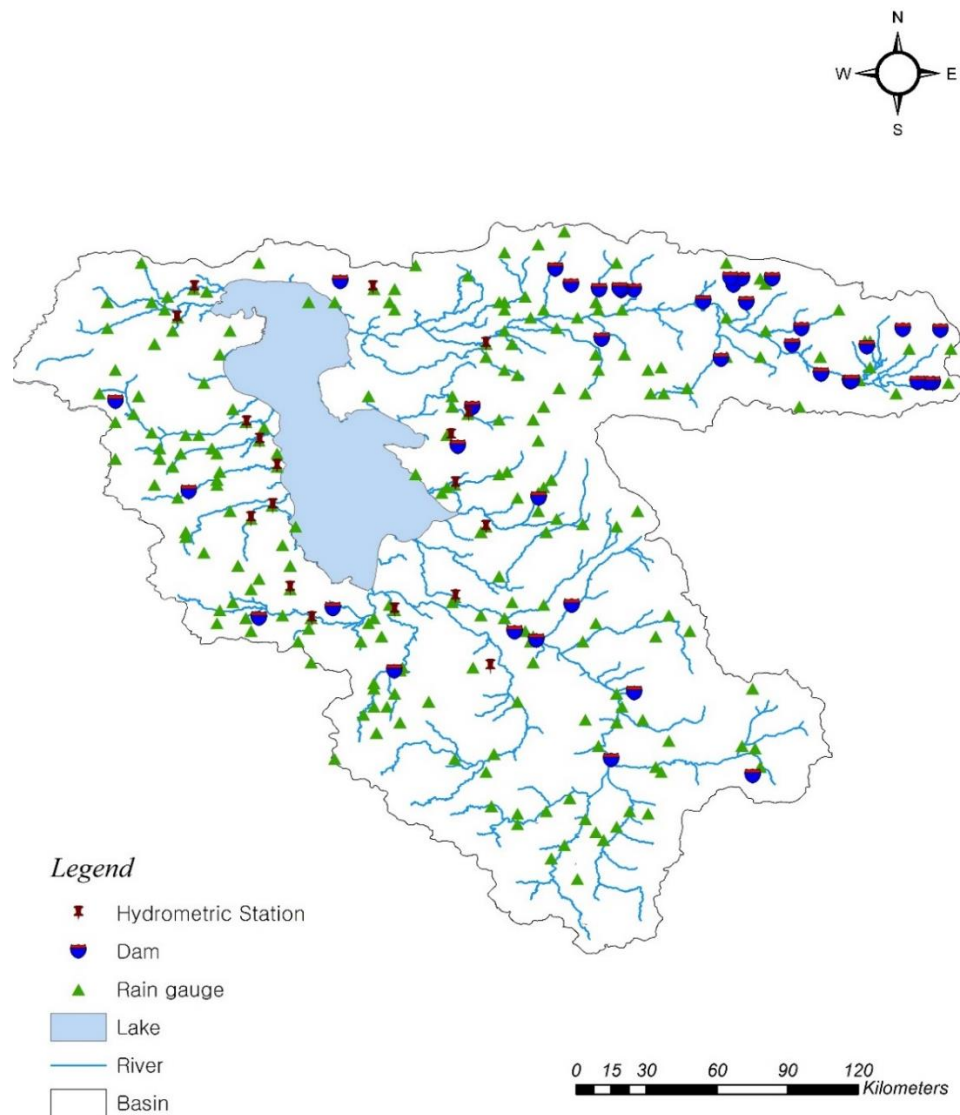 N
W E
S
Legend
Hydrometric Station
Dam
Rain gauge
Lake
River
Basin
0 15 30 60 90 120
Kilometers